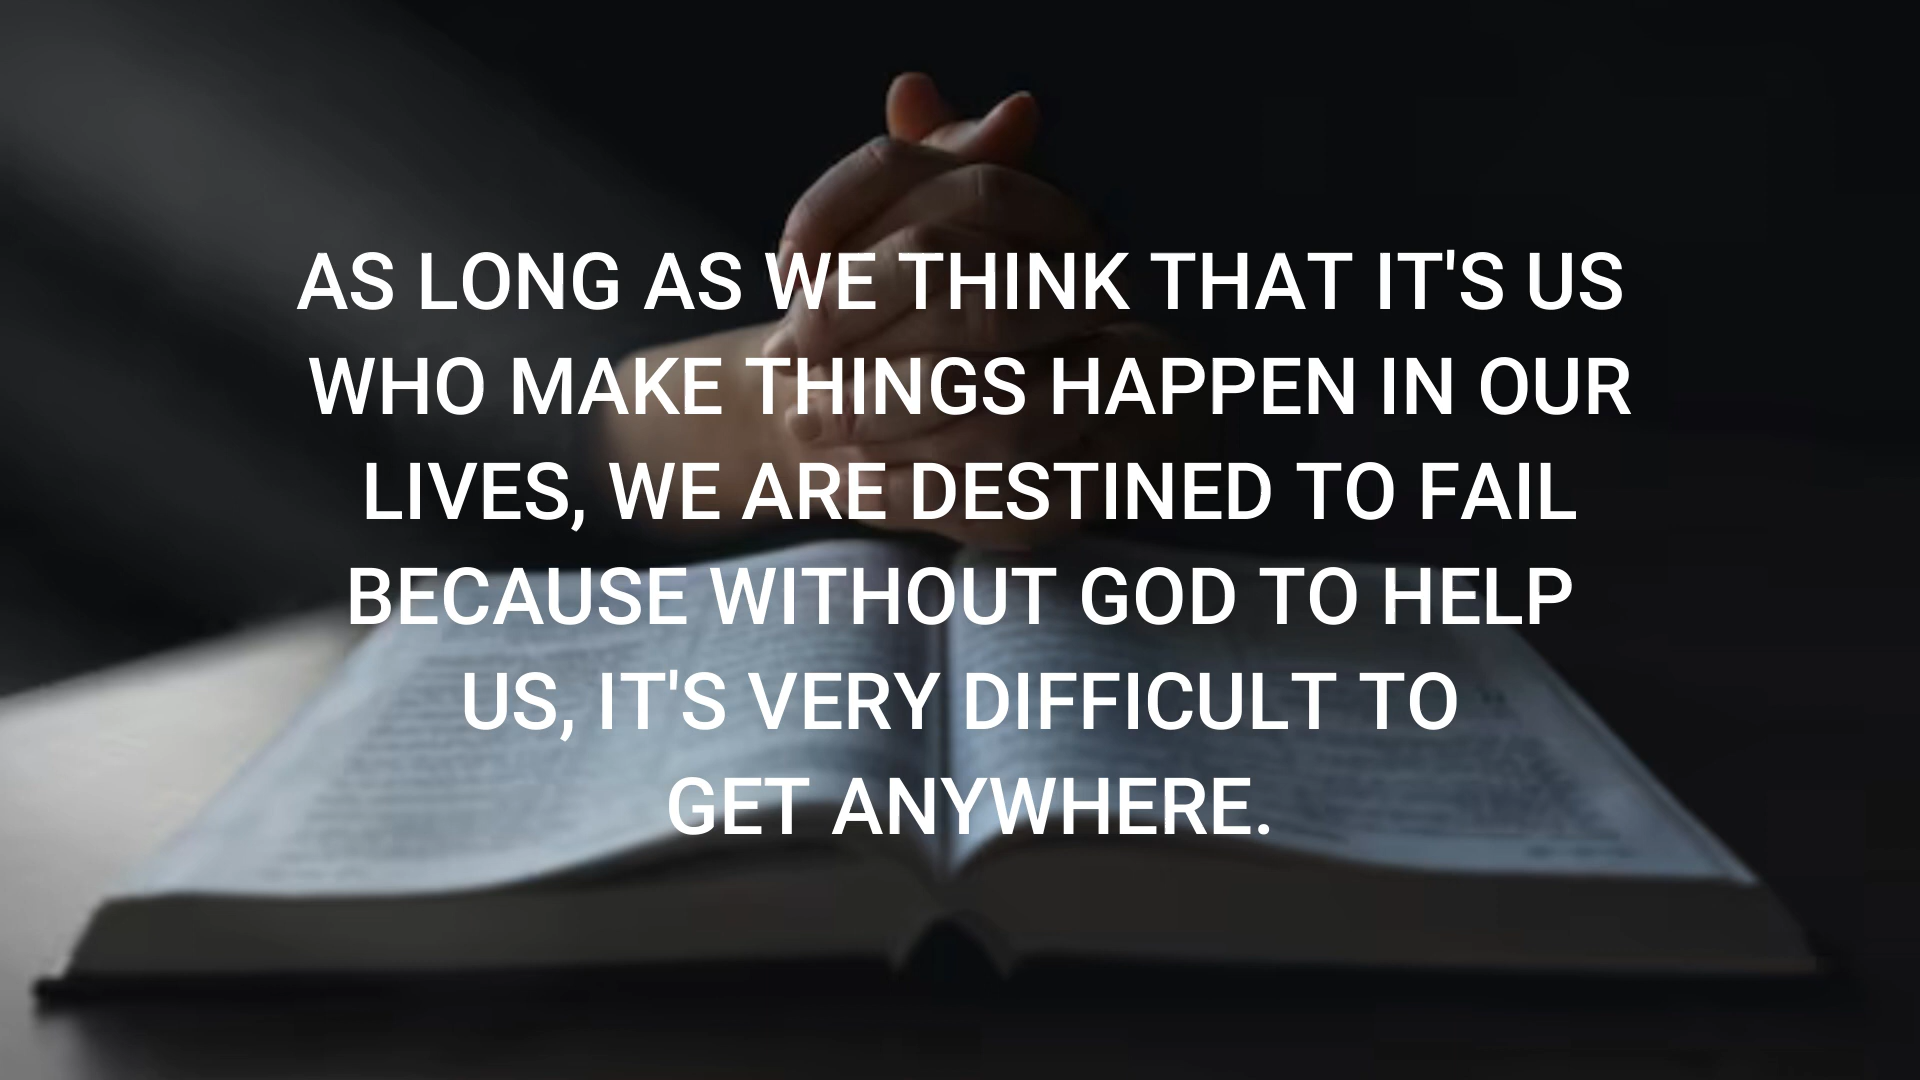 AS LONG AS WE THINK THAT IT'S US
WHO MAKE THINGS HAPPEN IN OUR
LIVES, WE ARE DESTINED TO FAIL
BECAUSE WITHOUT GOD TO HELP
US, IT'S VERY DIFFICULT TO
GET ANYWHERE.